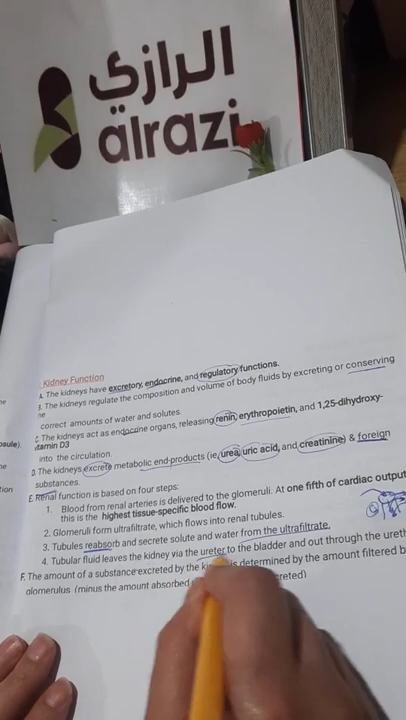 الرازي
alrazi
Kidney Function
A. The kidneys have excretory, endocrine, and regulatory functions.
B. The kidneys regulate the composition and volume of body fluids by excreting or conserving
correct amounts of water and solutes.
C. The kidneys act as endocrine organs, releasing renin, erythropoietin, and 1,25-dihydroxy-
vitamin D3
into the circulation.
D. The kidneys excrete metabolic end-products (ie, urea, uric acid, and creatinine) & foreign
substances.
E. Renal function is based on four steps:
1. Blood from renal arteries is delivered to the glomeruli. At one fifth of cardiac output
this is the highest tissue-specific blood flow.
2. Glomeruli form ultrafiltrate, which flows into renal tubules.
3. Tubules reabsorb and secrete solute and water from the ultrafiltrate.
4. Tubular fluid leaves the kidney via the ureter to the bladder and out through the ureth
F. The amount of a substance excreted by the is determined by the amount filtered b
glomerulus (minus the amount absorbed